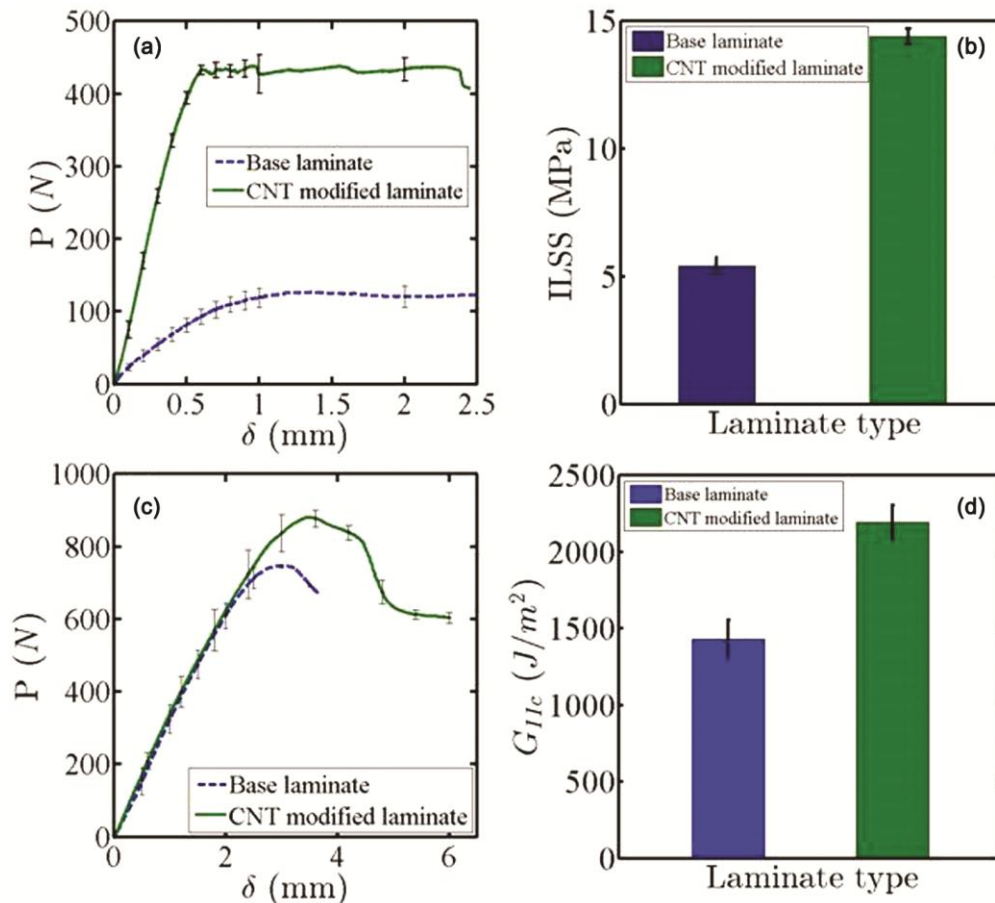 (a)
500
400
300
200
100
0
P (N)
Base laminate
CNT modified laminate
0 0.5 1 1.5 2 2.5
δ (mm)
(b)
15
10
5
0
ILSS (MPa)
Base laminate
CNT modified laminate
Laminate type
(c)
1000
800
600
400
200
0
P (N)
Base laminate
CNT modified laminate
0 2 4 6
δ (mm)
(d)
2500
2000
1500
1000
500
0
G_{IIc} (J/m²)
Base laminate
CNT modified laminate
Laminate type